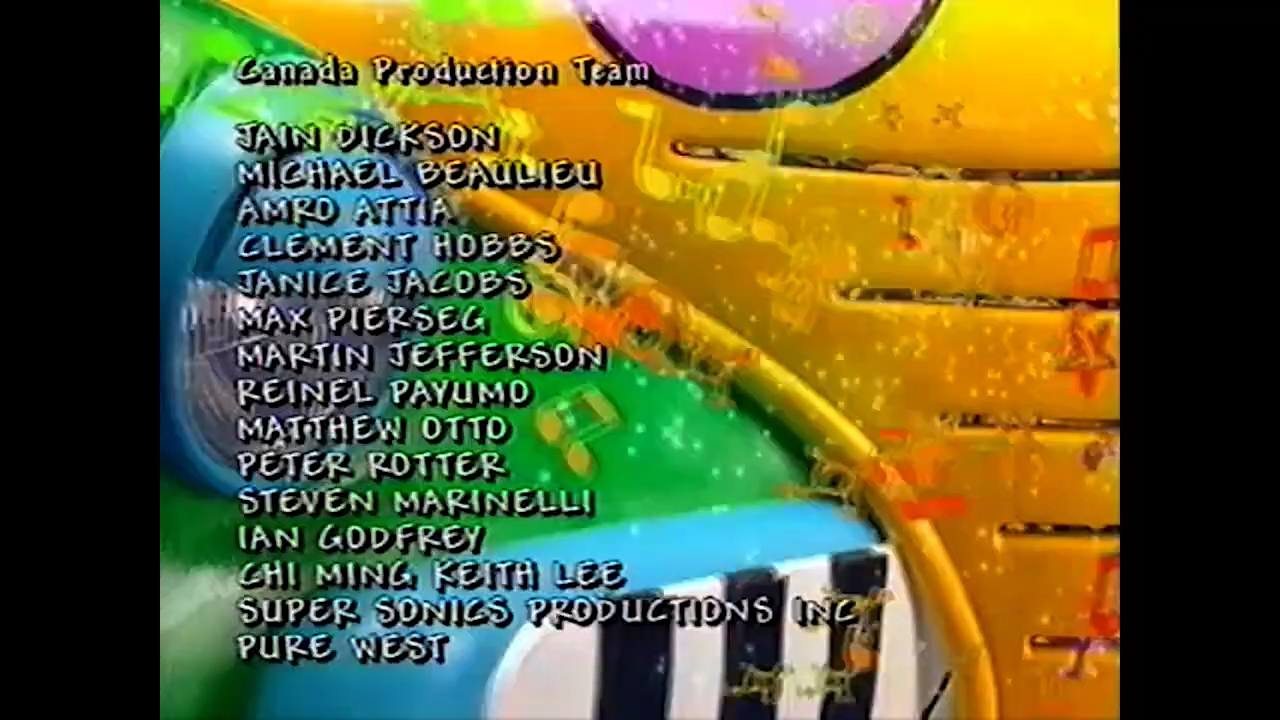 Canada Production Team
JAIN DICKSON
MICHAEL BEAULIEU
AMRO ATTIA
CLEMENT HOBBS
JANICE JACOBS
MAX PIERSEG
MARTIN JEFFERSON
REINEL PAYUMO
MATTHEW OTTO
PETER ROTTER
STEVEN MARINELLI
IAN GODFREY
CHI MING KEITH LEE
SUPER SONICS PRODUCTIONS INC
PURE WEST